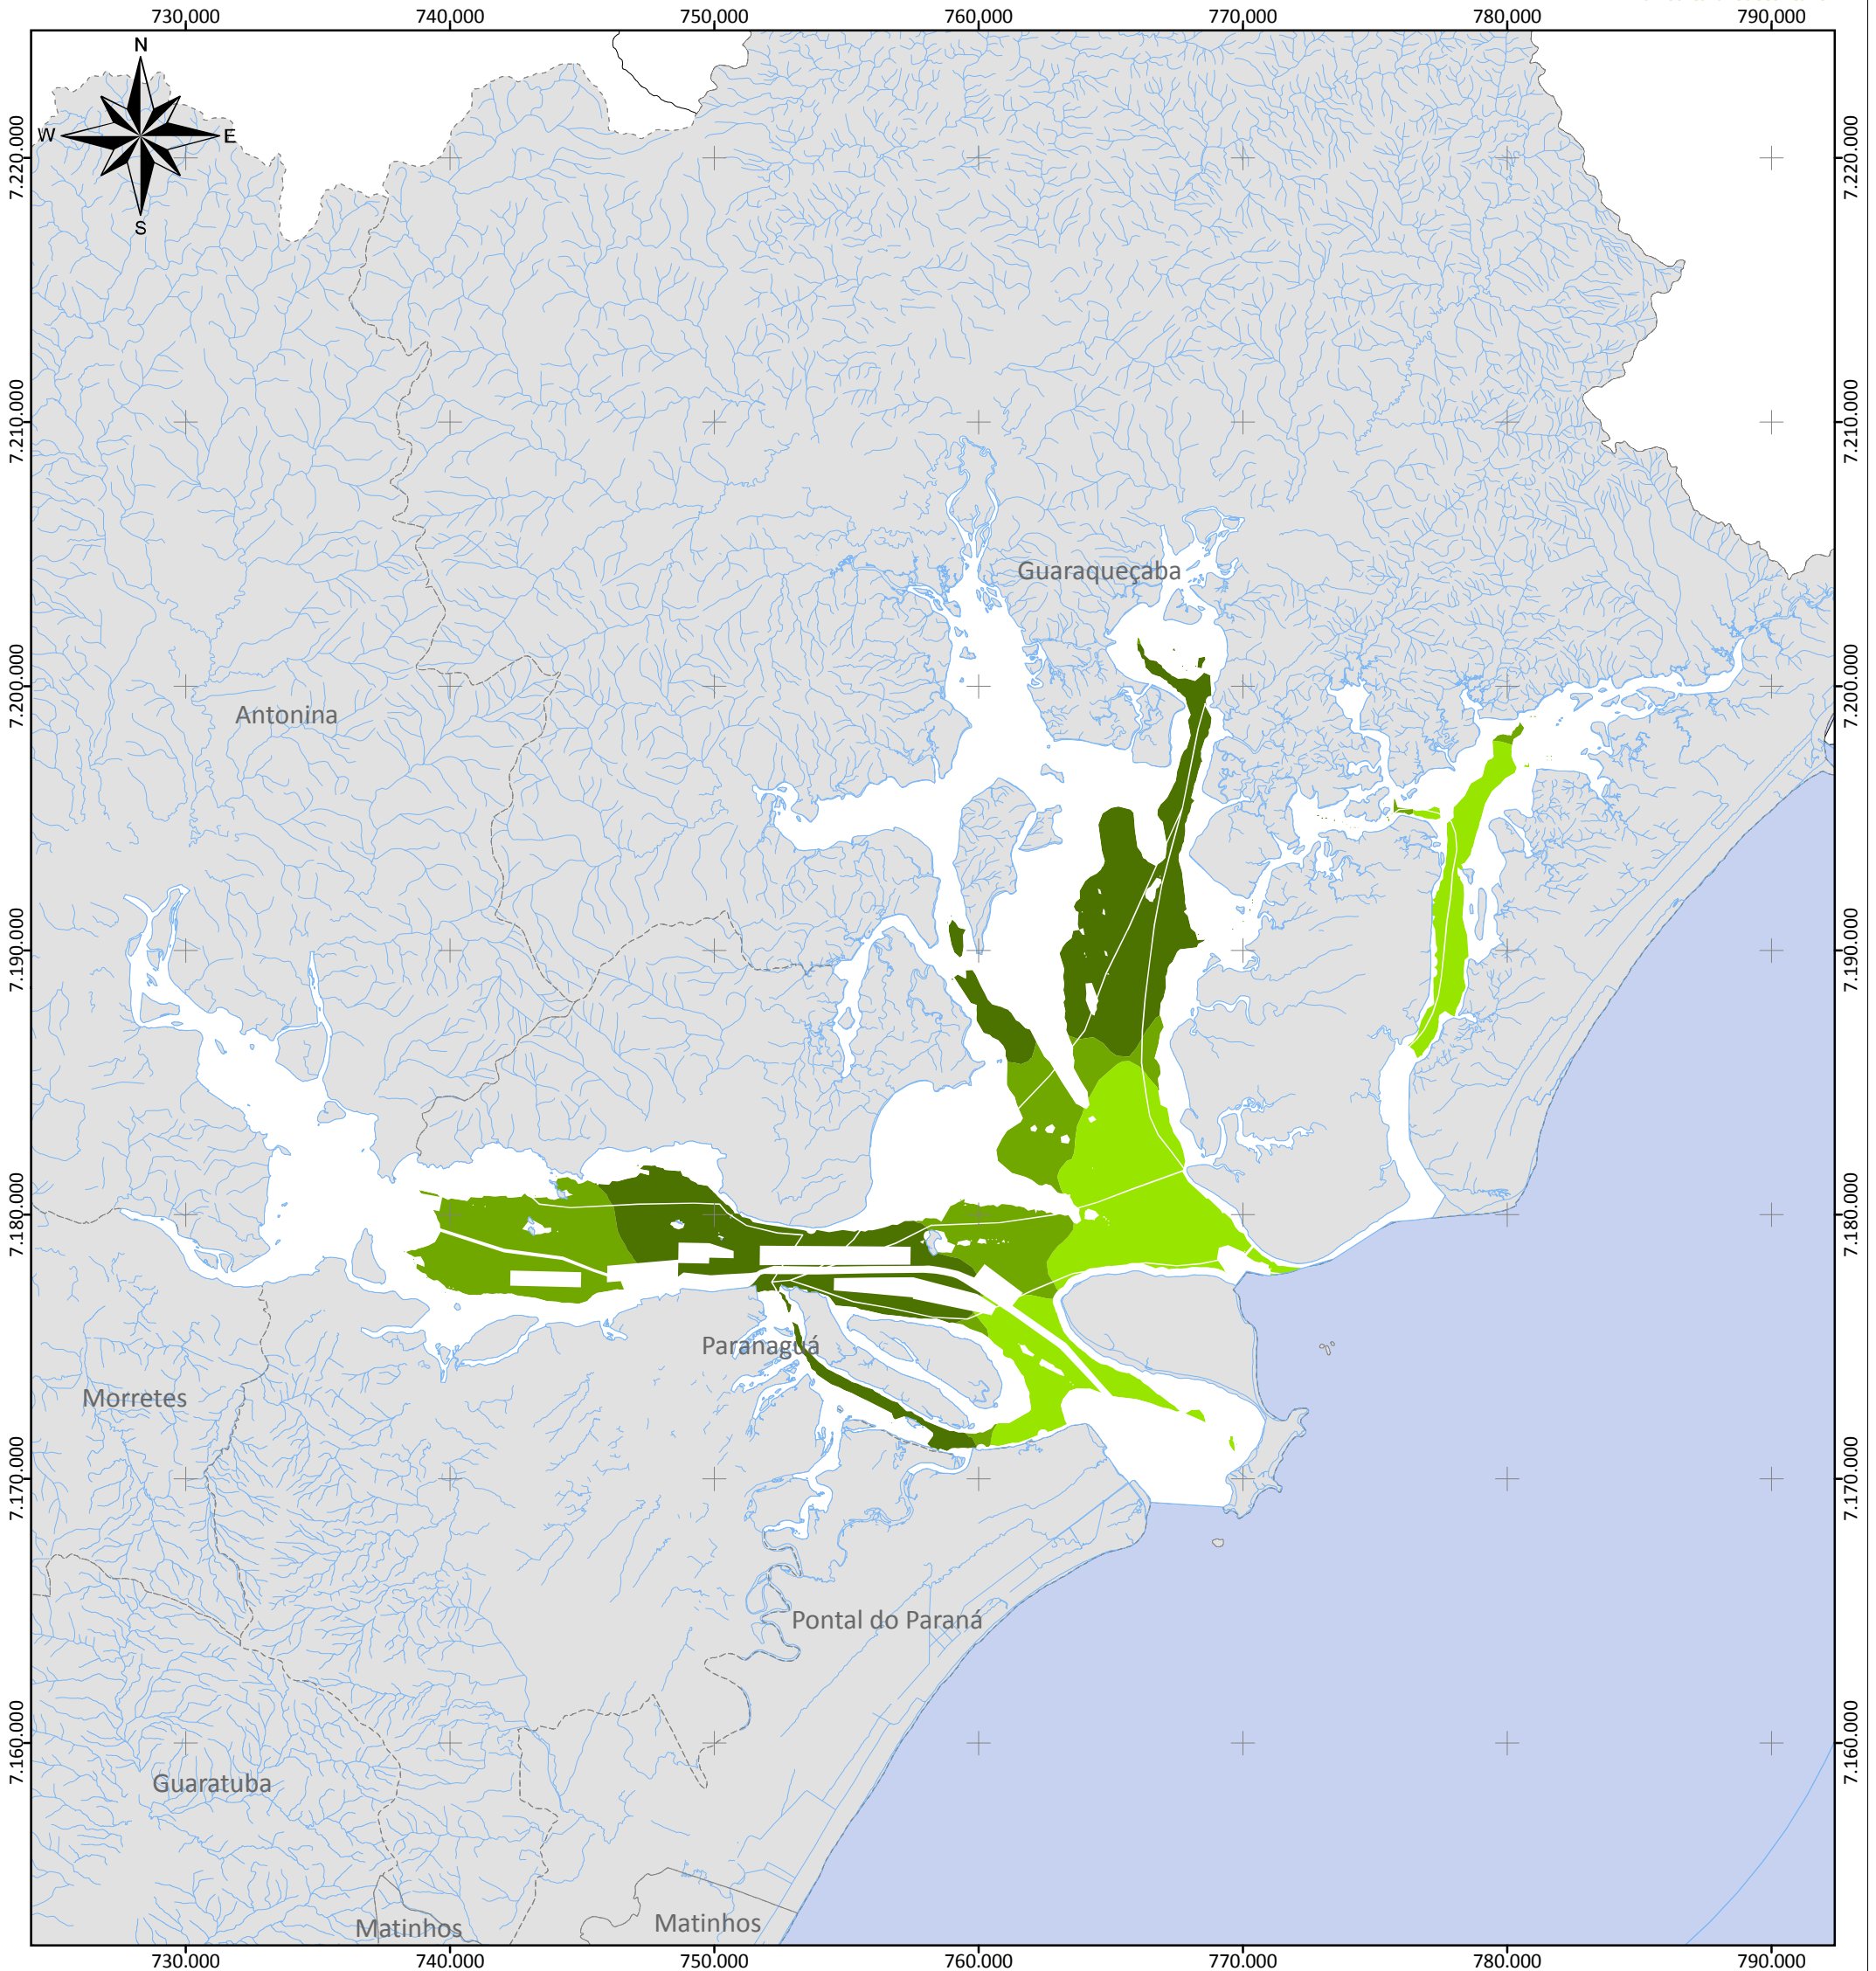 730.000 740.000 750.000 760.000 770.000 780.000 790.000
N
W E
S
7.220.000 7.220.000
7.210.000 7.210.000
Guaraqueçaba
7.200.000 7.200.000
Antonina
7.190.000 7.190.000
7.180.000 7.180.000
Paranaguá
Morretes
7.170.000 7.170.000
Pontal do Paraná
7.160.000 7.160.000
Guaratuba
Matinhos
Matinhos
730.000 740.000 750.000 760.000 770.000 780.000 790.000